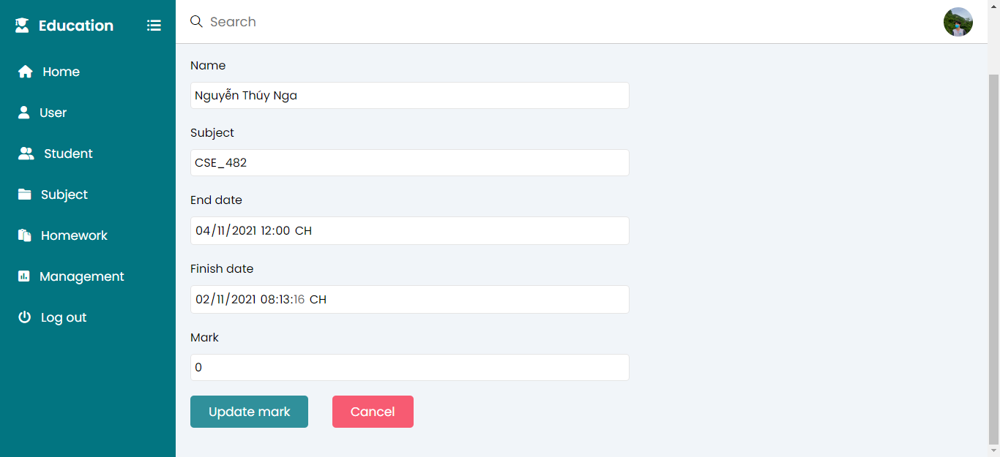 Education
Search
Home
User
Student
Subject
Homework
Management
Log out
Name
Nguyễn Thúy Nga
Subject
CSE_482
End date
04/11/2021 12:00 CH
Finish date
02/11/2021 08:13:16 CH
Mark
0
Update mark
Cancel